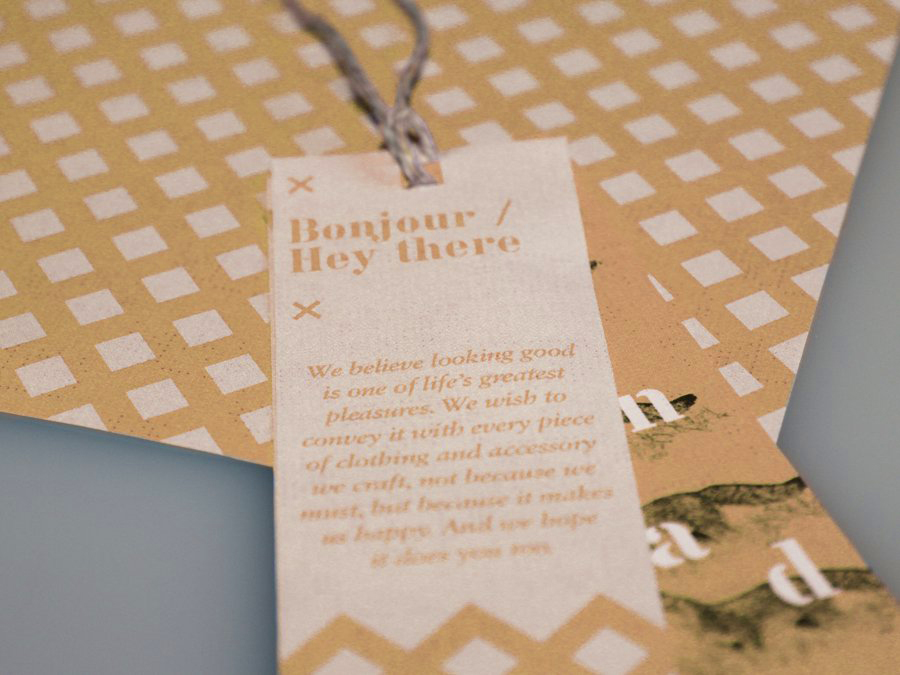 Bonjour /
Hey there
We believe looking good
is one of life's greatest
pleasures. We wish to
convey it with every piece
of clothing and accessory
we craft, not because we
must, but because it makes
us happy. And we hope
it does you too.
n
a
d